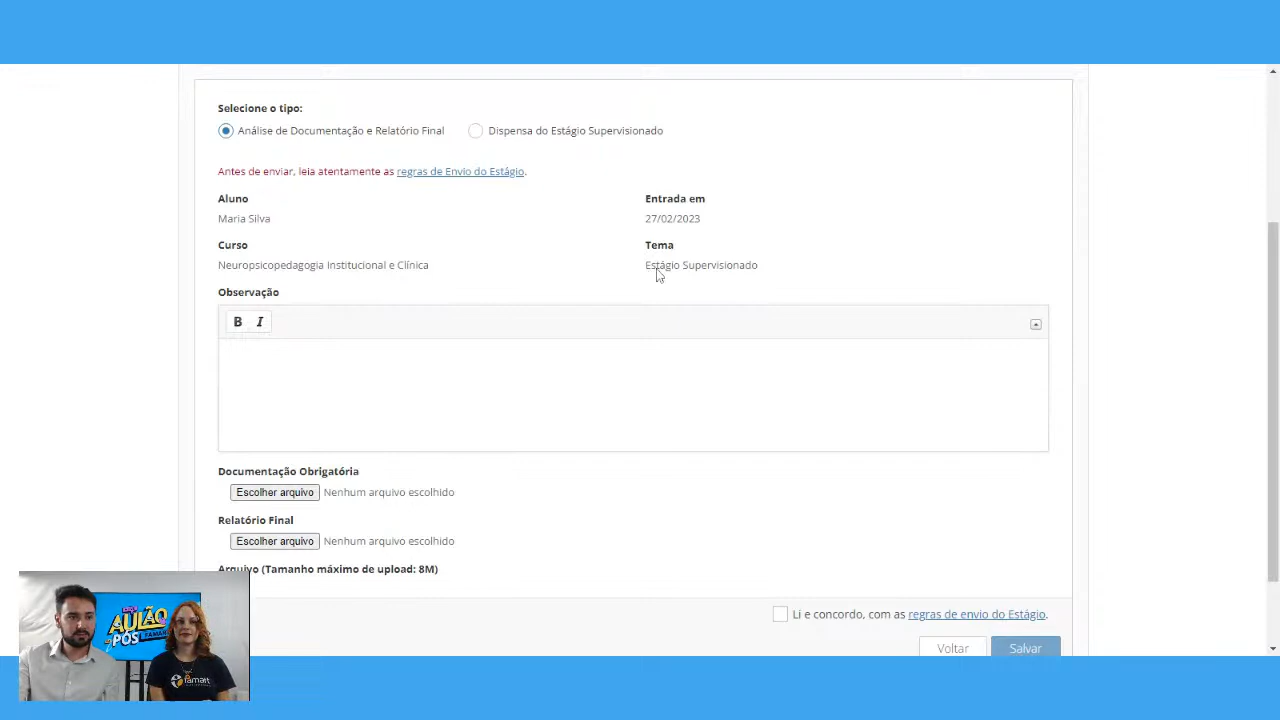 Selecione o tipo:
Análise de Documentação e Relatório Final
Dispensa do Estágio Supervisionado
Antes de enviar, leia atentamente as regras de Envio do Estágio.
Aluno
Entrada em
Maria Silva
27/02/2023
Curso
Tema
Neuropsicopedagogia Institucional e Clínica
Estágio Supervisionado
Observação
B I
Documentação Obrigatória
Escolher arquivo Nenhum arquivo escolhido
Relatório Final
Escolher arquivo Nenhum arquivo escolhido
Arquivo (Tamanho máximo de upload: 8M)
Li e concordo, com as regras de envio do Estágio.
Voltar
Salvar
AULÃO
PÓS
famart